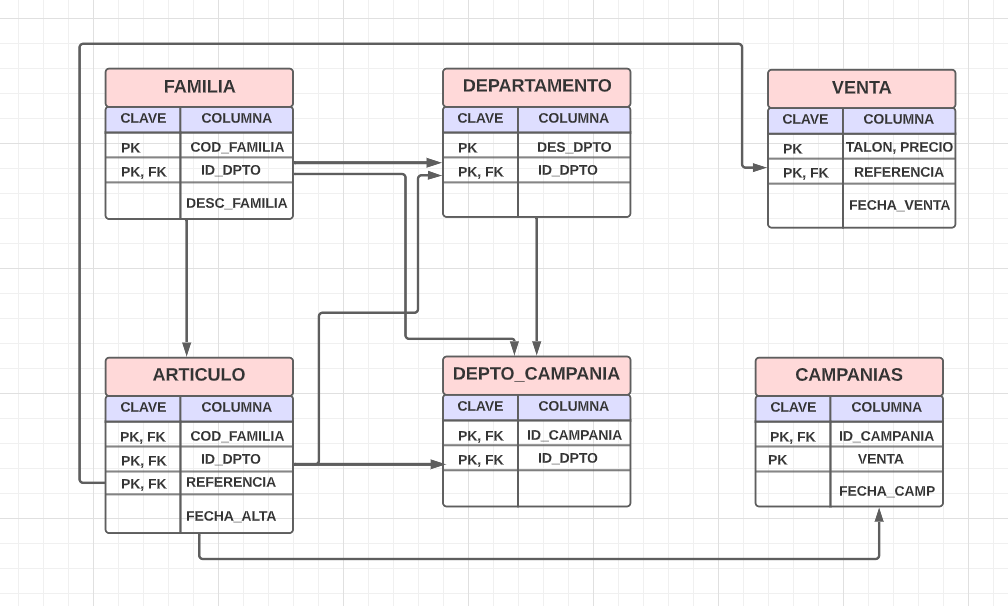 FAMILIA
CLAVE COLUMNA
PK COD_FAMILIA
PK, FK ID_DPTO
DESC_FAMILIA
DEPARTAMENTO
CLAVE COLUMNA
PK DES_DPTO
PK, FK ID_DPTO
VENTA
CLAVE COLUMNA
PK TALON, PRECIO
PK, FK REFERENCIA
FECHA_VENTA
ARTICULO
CLAVE COLUMNA
PK, FK COD_FAMILIA
PK, FK ID_DPTO
PK, FK REFERENCIA
FECHA_ALTA
DEPTO_CAMPANIA
CLAVE COLUMNA
PK, FK ID_CAMPANIA
PK, FK ID_DPTO
CAMPANIAS
CLAVE COLUMNA
PK, FK ID_CAMPANIA
PK VENTA
FECHA_CAMP